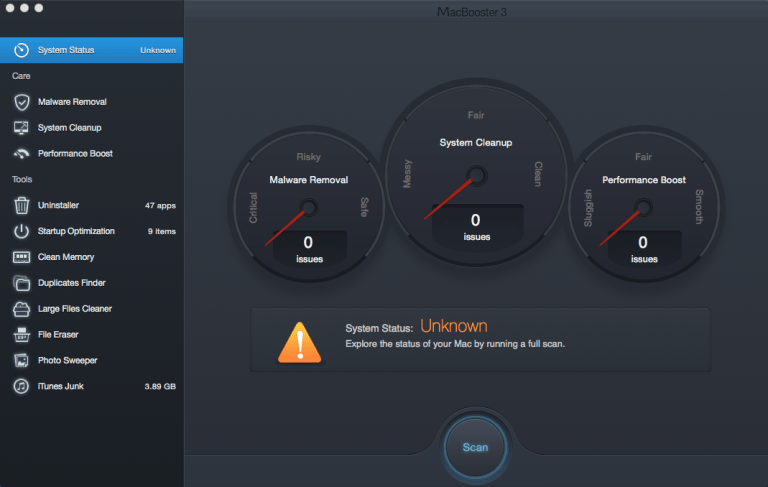 MacBooster 3
System Status Unknown
Care
Malware Removal
System Cleanup
Performance Boost
Tools
Uninstaller 47 apps
Startup Optimization 9 items
Clean Memory
Duplicates Finder
Large Files Cleaner
File Eraser
Photo Sweeper
iTunes Junk 3.89 GB
Risky
Malware Removal
Critical
Safe
0
issues
Fair
System Cleanup
Messy
Clean
0
issues
Fair
Performance Boost
Sluggish
Smooth
0
issues
System Status: Unknown
Explore the status of your Mac by running a full scan.
Scan